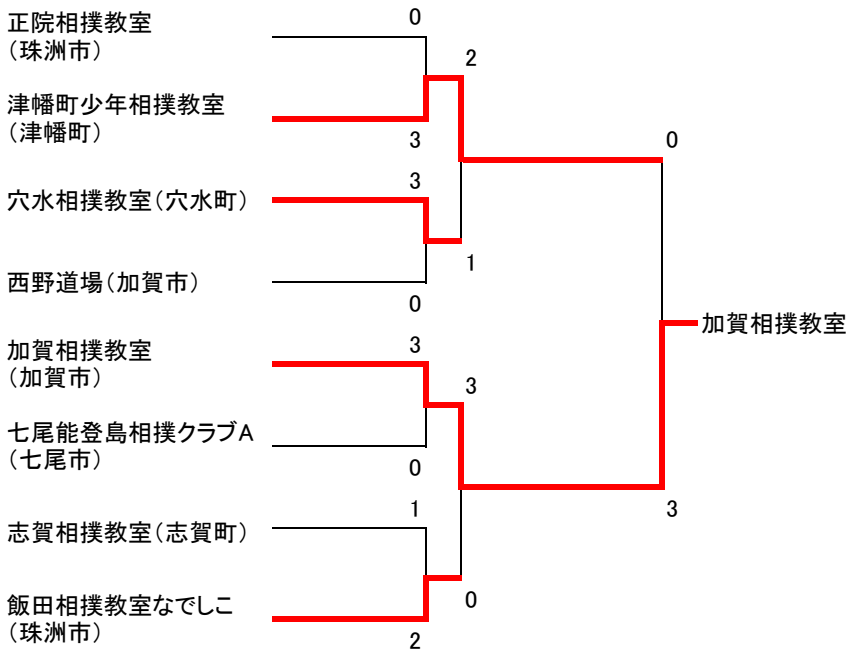 正院相撲教室
（珠洲市）
0
2
津幡町少年相撲教室
（津幡町）
3
0
穴水相撲教室（穴水町）
3
1
西野道場（加賀市）
0
加賀相撲教室
加賀相撲教室
（加賀市）
3
3
七尾能登島相撲クラブA
（七尾市）
0
3
志賀相撲教室（志賀町）
1
0
飯田相撲教室なでしこ
（珠洲市）
2